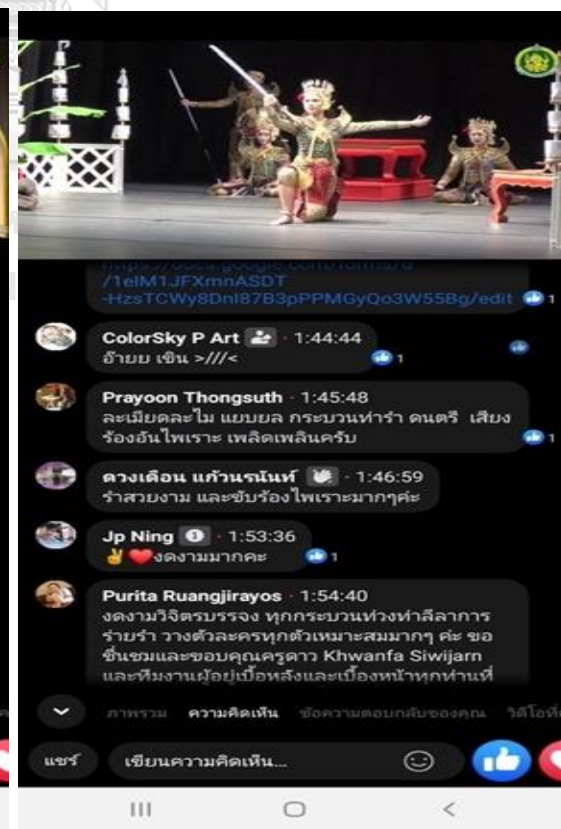 /1eIM1JFXmnASDT
-HzsTCWy8DnI87B3pPPMGyQo3W55Bg/edit 1
ColorSky P Art · 1:44:44
อ๊ายย เขิน >///<
1
Prayoon Thongsuth · 1:45:48
ละเมียดละไม แยบยล กระบวนท่ารำ ดนตรี เสียง
ร้องอันไพเราะ เพลิดเพลินครับ
1
ดวงเดือน แก้วนรนันท์ · 1:46:59
รำสวยงาม และขับร้องไพเราะมากๆค่ะ
Jp Ning · 1:53:36
✌❤งดงามมากคะ 1
Purita Ruangjirayos · 1:54:40
งดงามวิจิตรบรรจง ทุกกระบวนท่วงท่าลีลาการ
ร่ายรำ วางตัวละครทุกตัวเหมาะสมมากๆ ค่ะ ขอ
ชื่นชมและขอบคุณครูดาว Khwanfa Siwijarn
และทีมงานผู้อยู่เบื้อหลังและเบื้องหน้าทุกท่านที่
ภาพรวม ความคิดเห็น ข้อความตอบกลับของคุณ วิดีโอที่
แชร์ เขียนความคิดเห็น...